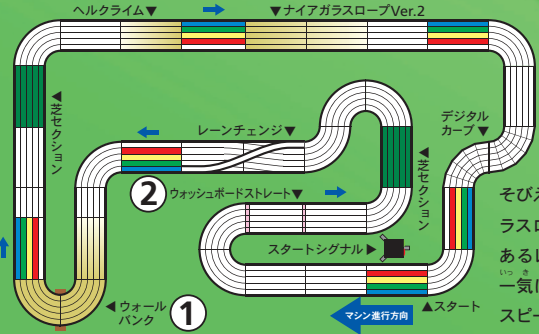 ヘルクライム▼
▼ナイアガラスロープVer.2
◀芝セクション
レーンチェンジ▼
デジタル
カーブ▼
◀芝セクション
② ウォッシュボードストレート▼
スタートシグナル▶
◀ウォール
バンク
①
マシン進行方向
▲スタート
そびえ
ラスロ
あるレ
いっき
一気に
スピー